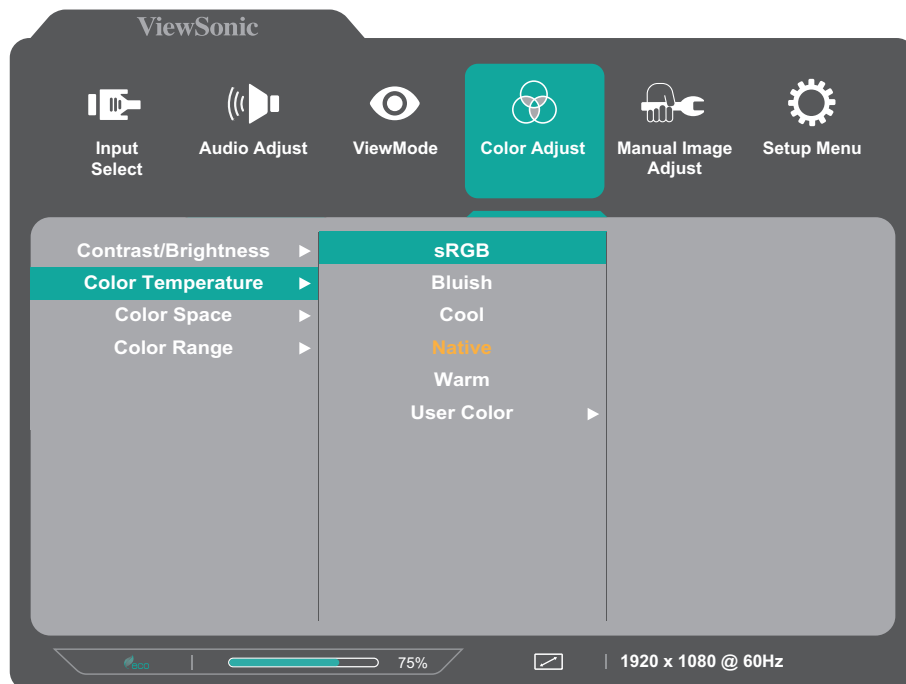 ViewSonic
Input
Select
Audio Adjust
ViewMode
Color Adjust
Manual Image
Adjust
Setup Menu
Contrast/Brightness
Color Temperature
Color Space
Color Range
sRGB
Bluish
Cool
Native
Warm
User Color
ECO
75%
1920 x 1080 @ 60Hz